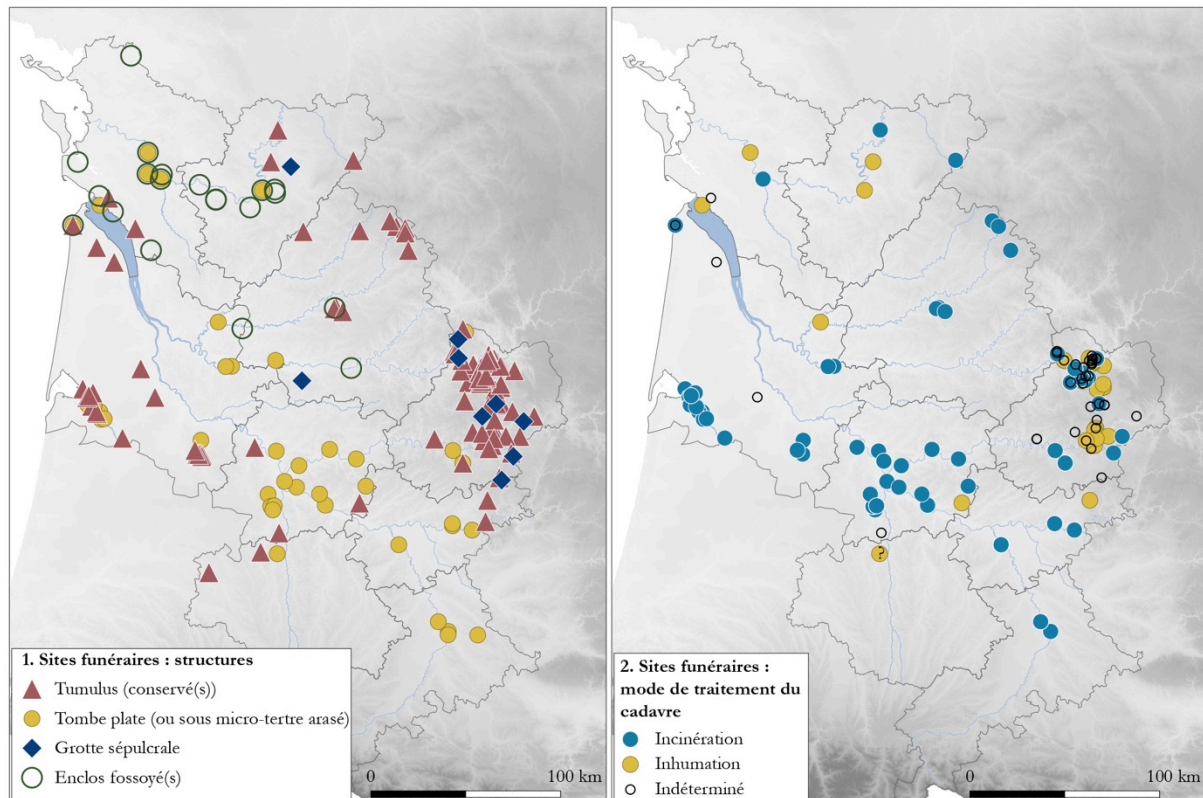 1. Sites funéraires : structures
Tumulus (conservé(s))
Tombe plate (ou sous micro-tertre arasé)
Grotte sépulcrale
Enclos fossoyé(s)
0
100 km
?
2. Sites funéraires :
mode de traitement du
cadavre
Incinération
Inhumation
Indéterminé
0
100 km